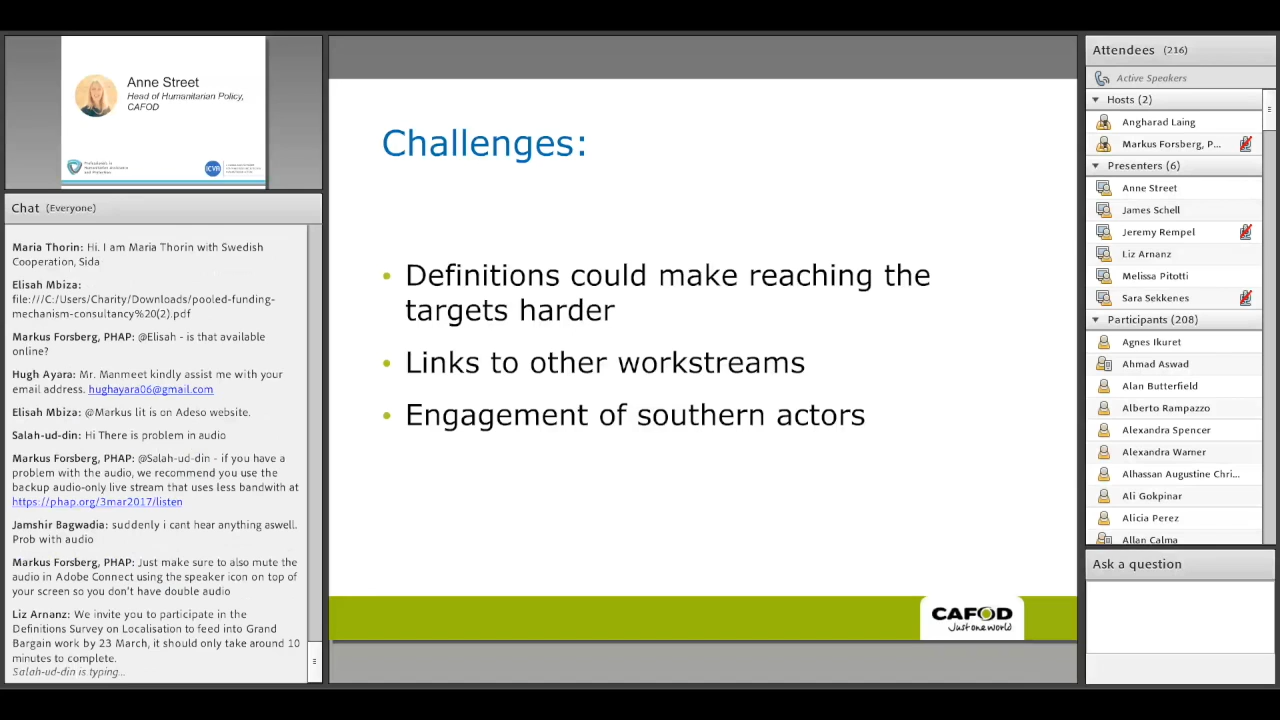 Anne Street
Head of Humanitarian Policy,
CAFOD
ICVA
Chat (Everyone)
Maria Thorin: Hi. I am Maria Thorin with Swedish
Cooperation, Sida
Elisah Mbiza:
file:///C:/Users/Charity/Downloads/pooled-funding-
mechanism-consultancy%20(2).pdf
Markus Forsberg, PHAP: @Elisah - is that available
online?
Hugh Ayara: Mr. Manmeet kindly assist me with your
email address. hughayara06@gmail.com
Elisah Mbiza: @Markus lit is on Adeso website.
Salah-ud-din: Hi There is problem in audio
Markus Forsberg, PHAP: @Salah-ud-din - if you have a
problem with the audio, we recommend you use the
backup audio-only live stream that uses less bandwith at
https://phap.org/3mar2017/listen
Jamshir Bagwadia: suddenly i cant hear anything aswell.
Prob with audio
Markus Forsberg, PHAP: Just make sure to also mute the
audio in Adobe Connect using the speaker icon on top of
your screen so you don't have double audio
Liz Arnanz: We invite you to participate in the
Definitions Survey on Localisation to feed into Grand
Bargain work by 23 March, it should only take around 10
minutes to complete.
Salah-ud-din is typing...
Challenges:
• Definitions could make reaching the
targets harder
• Links to other workstreams
• Engagement of southern actors
CAFOD
Just one world
Attendees (216)
Active Speakers
Hosts (2)
Angharad Laing
Markus Forsberg, P...
Presenters (6)
Anne Street
James Schell
Jeremy Rempel
Liz Arnanz
Melissa Pitotti
Sara Sekkenes
Participants (208)
Agnes Ikuret
Ahmad Aswad
Alan Butterfield
Alberto Rampazzo
Alexandra Spencer
Alexandra Warner
Alhassan Augustine Chri...
Ali Gokpinar
Alicia Perez
Allan Calma
Ask a question